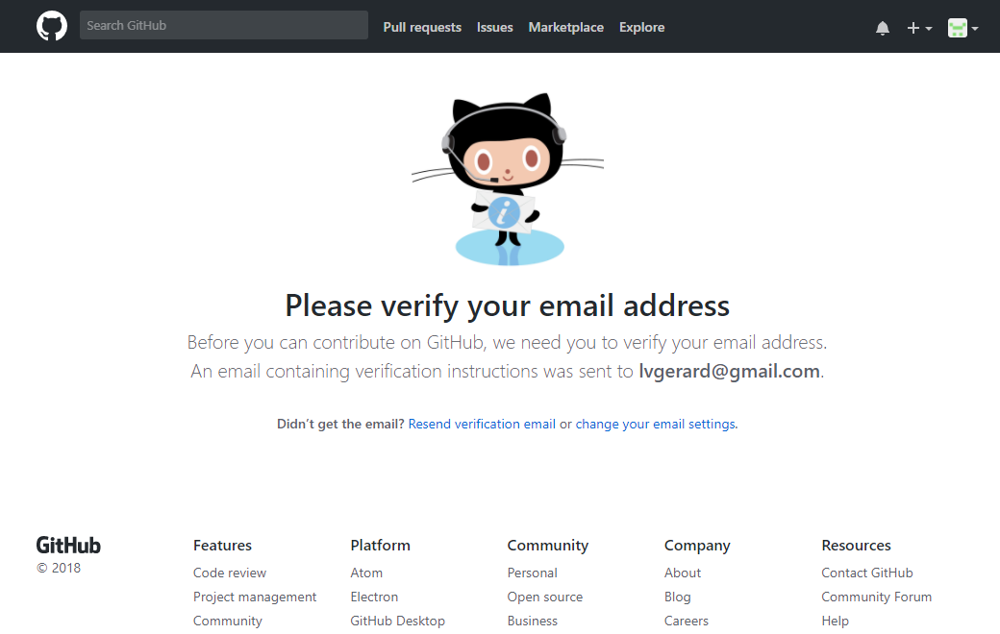 Search GitHub
Pull requests Issues Marketplace Explore
Please verify your email address
Before you can contribute on GitHub, we need you to verify your email address.
An email containing verification instructions was sent to lvgerard@gmail.com.
Didn’t get the email? Resend verification email or change your email settings.
GitHub
© 2018
Features
Code review
Project management
Community
Platform
Atom
Electron
GitHub Desktop
Community
Personal
Open source
Business
Company
About
Blog
Careers
Resources
Contact GitHub
Community Forum
Help